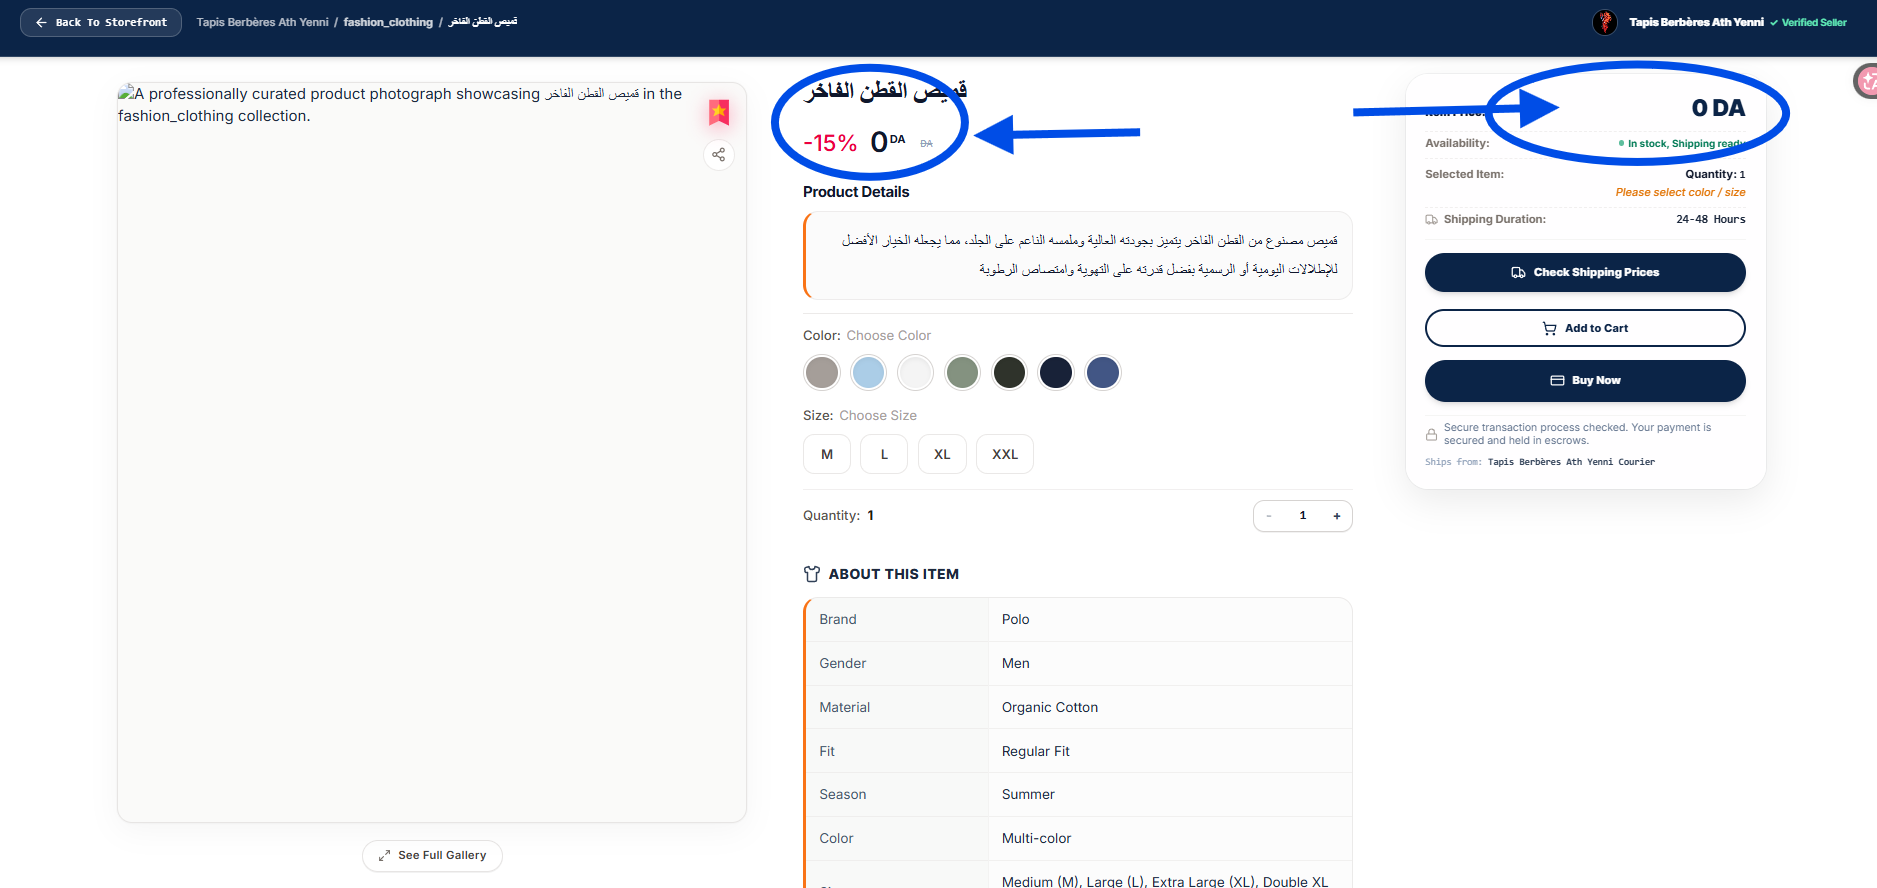 Back To Storefront
Tapis Berbères Ath Yenni / fashion_clothing / قميص القطن الفاخر
Tapis Berbères Ath Yenni ✓ Verified Seller
A professionally curated product photograph showcasing قميص القطن الفاخر in the
fashion_clothing collection.
See Full Gallery
قميص القطن الفاخر
-15% 0 DA DA
Product Details
قميص مصنوع من القطن الفاخر يتميز بجودته العالية وملمسه الناعم على الجلد، مما يجعله الخيار الأفضل
للإطلالات اليومية أو الرسمية بفضل قدرته على التهوية وامتصاص الرطوبة
Color: Choose Color
Size: Choose Size
M L XL XXL
Quantity: 1
- 1 +
ABOUT THIS ITEM
Brand Polo
Gender Men
Material Organic Cotton
Fit Regular Fit
Season Summer
Color Multi-color
Medium (M), Large (L), Extra Large (XL), Double XL
Item Price: 0 DA
Availability: In stock, Shipping ready
Selected Item: Quantity: 1
Please select color / size
Shipping Duration: 24-48 Hours
Check Shipping Prices
Add to Cart
Buy Now
Secure transaction process checked. Your payment is
secured and held in escrows.
Ships from: Tapis Berbères Ath Yenni Courier